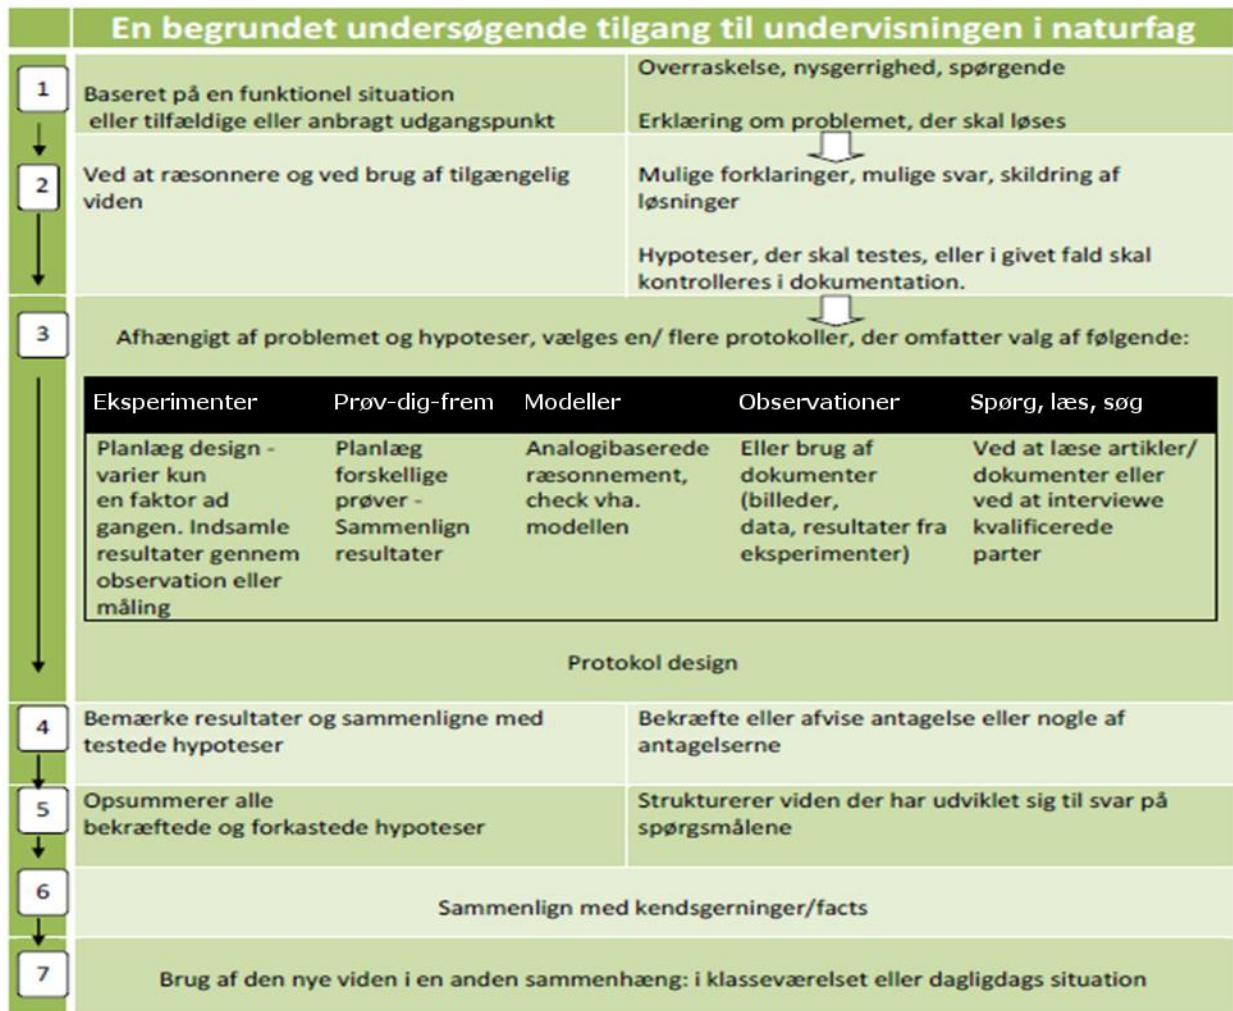 En begrundet undersøgende tilgang til undervisningen i naturfag
1
Baseret på en funktionel situation
eller tilfældige eller anbragt udgangspunkt
Overraskelse, nysgerrighed, spørgende
Erklæring om problemet, der skal løses
2
Ved at ræsonnere og ved brug af tilgængelig
viden
Mulige forklaringer, mulige svar, skildring af
løsninger
Hypoteser, der skal testes, eller i givet fald skal
kontrolleres i dokumentation.
3
Afhængigt af problemet og hypoteser, vælges en/ flere protokoller, der omfatter valg af følgende:
Eksperimenter
Planlæg design -
varier kun
en faktor ad
gangen. Indsamle
resultater gennem
observation eller
måling
Prøv-dig-frem
Planlæg
forskellige
prøver -
Sammenlign
resultater
Modeller
Analogibaserede
ræsonnement,
check vha.
modellen
Observationer
Eller brug af
dokumenter
(billeder,
data, resultater fra
eksperimenter)
Spørg, læs, søg
Ved at læse artikler/
dokumenter eller
ved at interviewe
kvalificerede
parter
Protokol design
4
Bemærke resultater og sammenligne med
testede hypoteser
Bekræfte eller afvise antagelse eller nogle af
antagelserne
5
Opsummerer alle
bekræftede og forkastede hypoteser
Strukturerer viden der har udviklet sig til svar på
spørgsmålene
6
Sammenlign med kendsgerninger/facts
7
Brug af den nye viden i en anden sammenhæng: i klasseværelset eller dagligdags situation